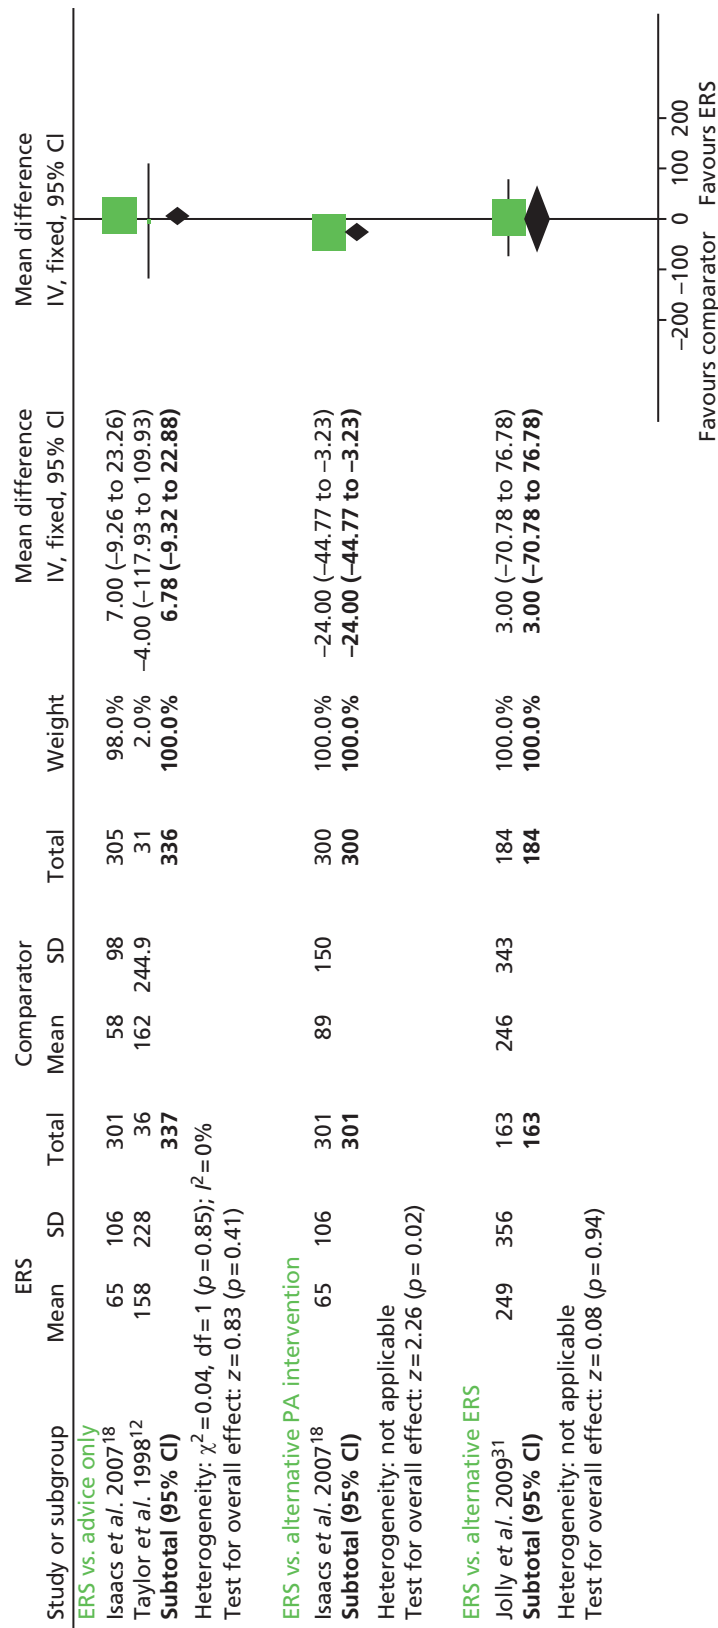 ERS Comparator Mean difference Mean difference
Study or subgroup Mean SD Total Mean SD Total Weight IV, fixed, 95% CI IV, fixed, 95% CI
ERS vs. advice only
Isaacs et al. 2007¹⁸ 65 106 301 58 98 305 98.0% 7.00 (–9.26 to 23.26)
Taylor et al. 1998¹² 158 228 36 162 244.9 31 2.0% –4.00 (–117.93 to 109.93)
Subtotal (95% CI) 337 336 100.0% 6.78 (–9.32 to 22.88)
Heterogeneity: χ²=0.04, df=1 (p=0.85); I²=0%
Test for overall effect: z=0.83 (p=0.41)
ERS vs. alternative PA intervention
Isaacs et al. 2007¹⁸ 65 106 301 89 150 300 100.0% –24.00 (–44.77 to –3.23)
Subtotal (95% CI) 301 300 100.0% –24.00 (–44.77 to –3.23)
Heterogeneity: not applicable
Test for overall effect: z=2.26 (p=0.02)
ERS vs. alternative ERS
Jolly et al. 2009³¹ 249 356 163 246 343 184 100.0% 3.00 (–70.78 to 76.78)
Subtotal (95% CI) 163 184 100.0% 3.00 (–70.78 to 76.78)
Heterogeneity: not applicable
Test for overall effect: z=0.08 (p=0.94)
–200 –100 0 100 200
Favours comparator Favours ERS